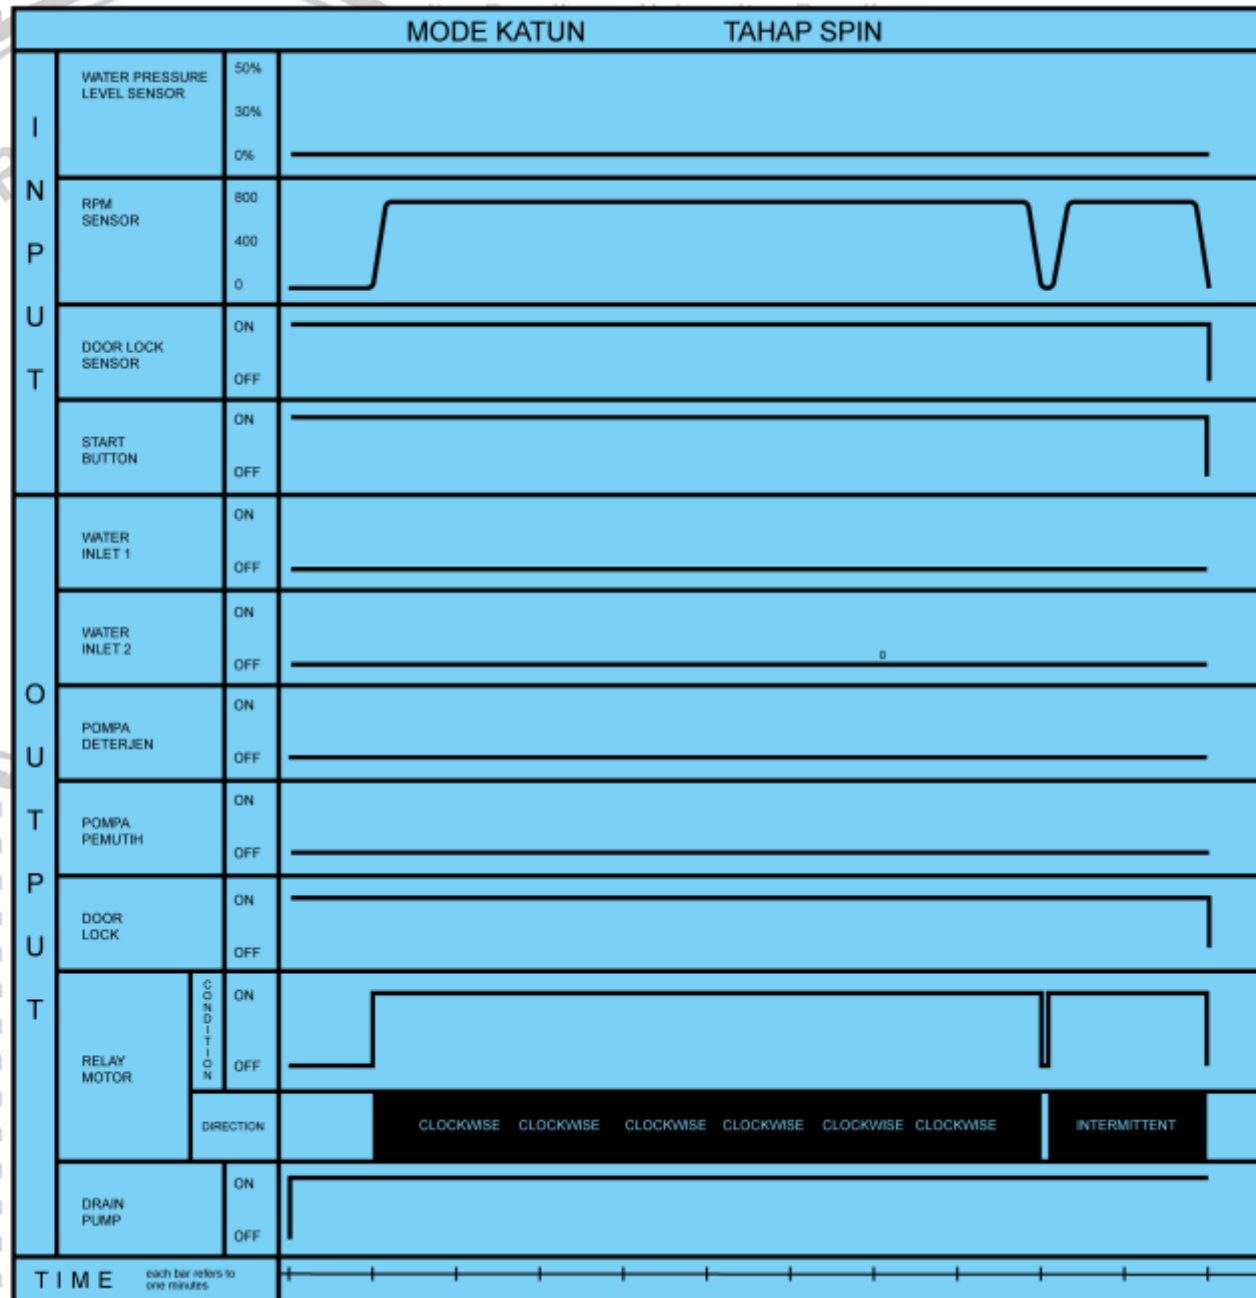 MODE KATUN TAHAP SPIN
INPUT
WATER PRESSURE
LEVEL SENSOR
50%
30%
0%
RPM
SENSOR
800
400
0
DOOR LOCK
SENSOR
ON
OFF
START
BUTTON
ON
OFF
OUTPUT
WATER
INLET 1
ON
OFF
WATER
INLET 2
ON
OFF
0
POMPA
DETERJEN
ON
OFF
POMPA
PEMUTIH
ON
OFF
DOOR
LOCK
ON
OFF
RELAY
MOTOR
CONDITION
ON
OFF
DIRECTION
CLOCKWISE CLOCKWISE CLOCKWISE CLOCKWISE CLOCKWISE CLOCKWISE INTERMITTENT
DRAIN
PUMP
ON
OFF
TIME
each bar refers to
one minutes